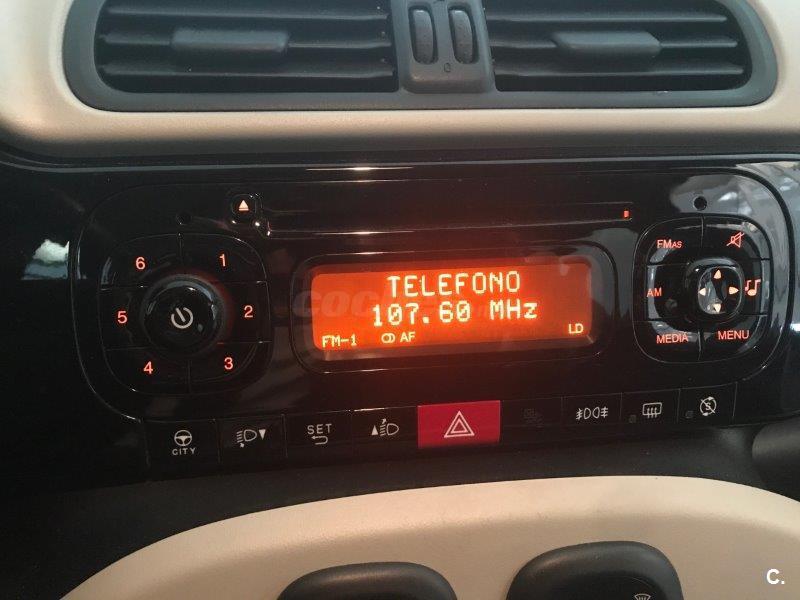 6 1
5 2
4 3
TELEFONO
107.60 MHz
FM-1 AF LD
FMAS
AM
MEDIA MENU
CITY
SET
C.